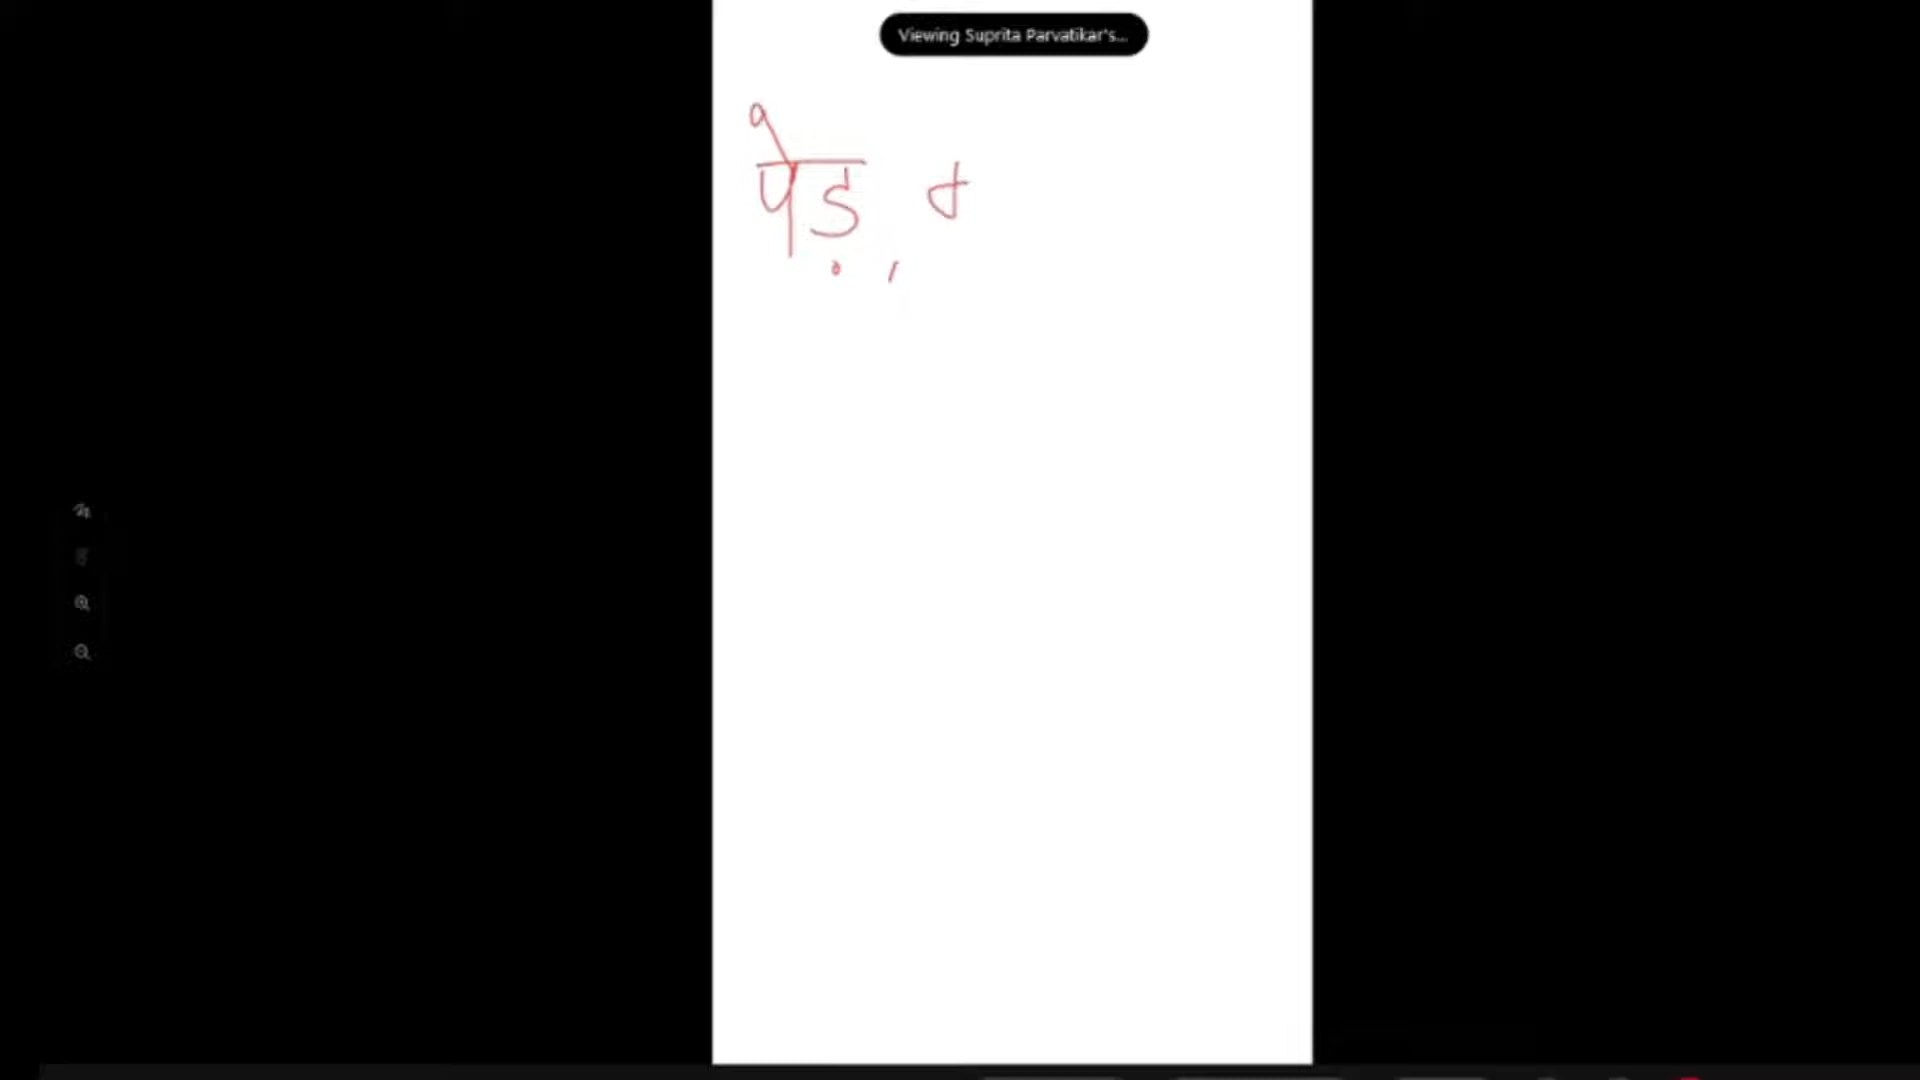 Viewing Suprita Parvatikar's...
पेड़,